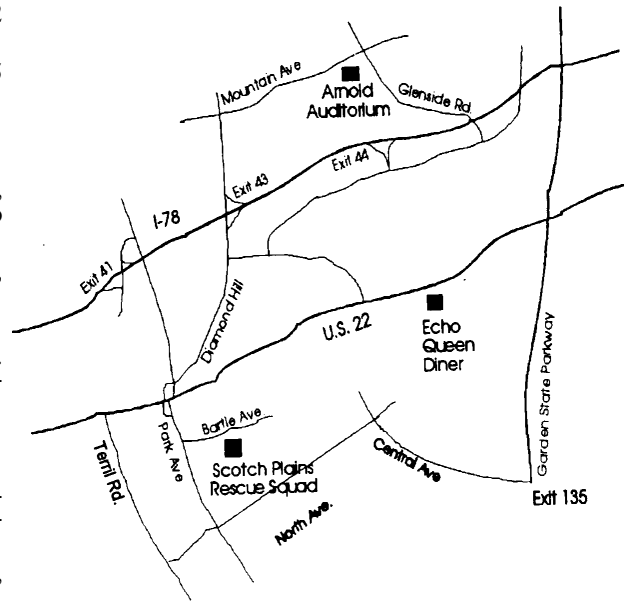 Mountain Ave
Arnold
Auditorium
Glenside Rd.
Exit 44
Exit 43
I-78
Exit 41
Diamond Hill
U.S. 22
Echo
Queen
Diner
Garden State Parkway
Bartle Ave
Park Ave
Terril Rd.
Scotch Plains
Rescue Squad
Central Ave
North Ave.
Exit 135